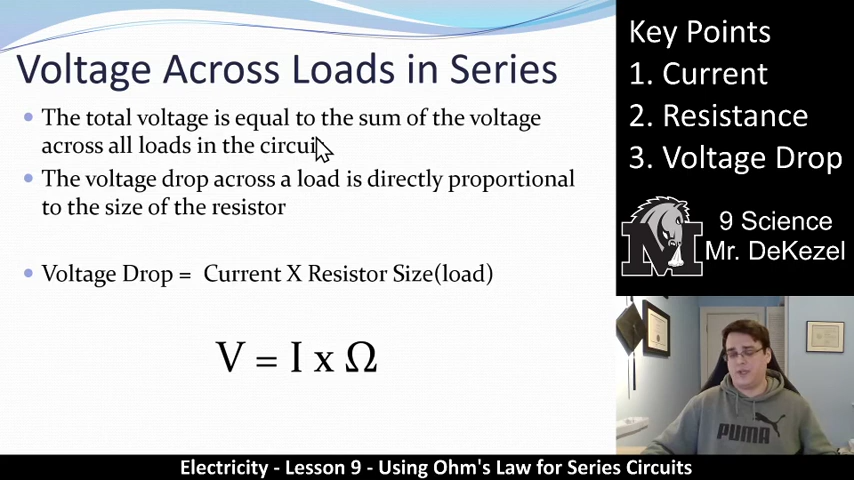 Voltage Across Loads in Series
The total voltage is equal to the sum of the voltage
across all loads in the circui
The voltage drop across a load is directly proportional
to the size of the resistor
Voltage Drop = Current X Resistor Size(load)
V = I x Ω
Key Points
1. Current
2. Resistance
3. Voltage Drop
M
9 Science
Mr. DeKezel
PUMA
Electricity - Lesson 9 - Using Ohm's Law for Series Circuits